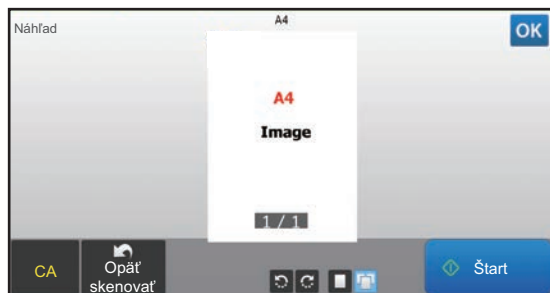 Náhľad
A4
OK
A4
Image
1 / 1
CA
Opäť
skenovať
Štart